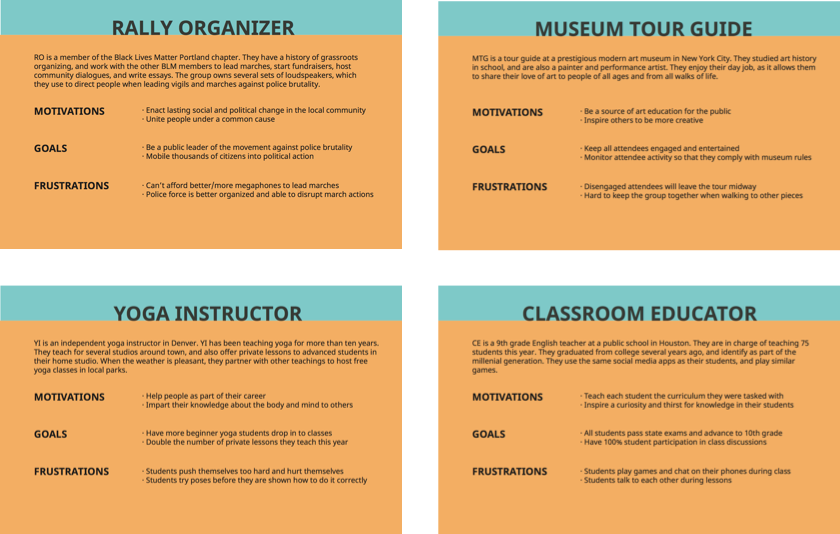 RALLY ORGANIZER
RO is a member of the Black Lives Matter Portland chapter. They have a history of grassroots
organizing, and work with the other BLM members to lead marches, start fundraisers, host
community dialogues, and write essays. The group owns several sets of loudspeakers, which
they use to direct people when leading vigils and marches against police brutality.
MOTIVATIONS
· Enact lasting social and political change in the local community
· Unite people under a common cause
GOALS
· Be a public leader of the movement against police brutality
· Mobile thousands of citizens into political action
FRUSTRATIONS
· Can't afford better/more megaphones to lead marches
· Police force is better organized and able to disrupt march actions
MUSEUM TOUR GUIDE
MTG is a tour guide at a prestigious modern art museum in New York City. They studied art history
in school, and are also a painter and performance artist. They enjoy their day job, as it allows them
to share their love of art to people of all ages and from all walks of life.
MOTIVATIONS
· Be a source of art education for the public
· Inspire others to be more creative
GOALS
· Keep all attendees engaged and entertained
· Monitor attendee activity so that they comply with museum rules
FRUSTRATIONS
· Disengaged attendees will leave the tour midway
· Hard to keep the group together when walking to other pieces
YOGA INSTRUCTOR
YI is an independent yoga instructor in Denver. YI has been teaching yoga for more than ten years.
They teach for several studios around town, and also offer private lessons to advanced students in
their home studio. When the weather is pleasant, they partner with other teachings to host free
yoga classes in local parks.
MOTIVATIONS
· Help people as part of their career
· Impart their knowledge about the body and mind to others
GOALS
· Have more beginner yoga students drop in to classes
· Double the number of private lessons they teach this year
FRUSTRATIONS
· Students push themselves too hard and hurt themselves
· Students try poses before they are shown how to do it correctly
CLASSROOM EDUCATOR
CE is a 9th grade English teacher at a public school in Houston. They are in charge of teaching 75
students this year. They graduated from college several years ago, and identify as part of the
millenial generation. They use the same social media apps as their students, and play similar
games.
MOTIVATIONS
· Teach each student the curriculum they were tasked with
· Inspire a curiosity and thirst for knowledge in their students
GOALS
· All students pass state exams and advance to 10th grade
· Have 100% student participation in class discussions
FRUSTRATIONS
· Students play games and chat on their phones during class
· Students talk to each other during lessons